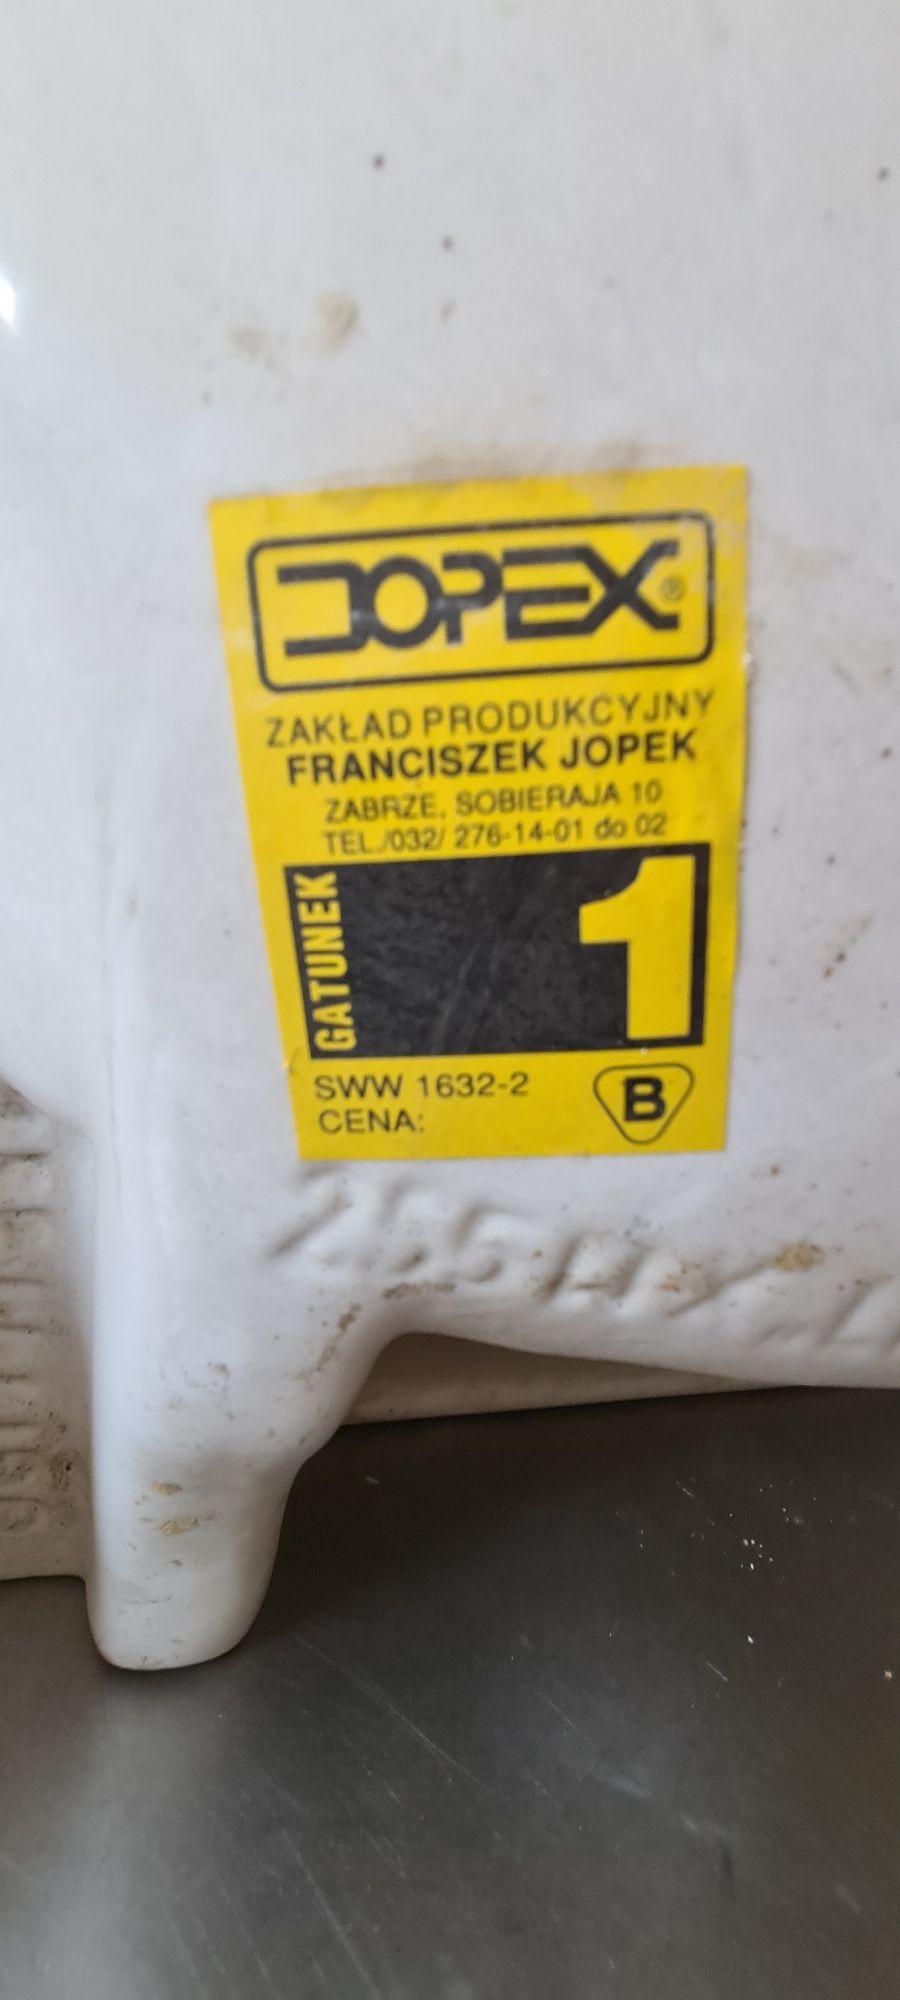 JOPEX®
ZAKŁAD PRODUKCYJNY
FRANCISZEK JOPEK
ZABRZE, SOBIERAJA 10
TEL./032/ 276-14-01 do 02
GATUNEK 1
SWW 1632-2
CENA:
B